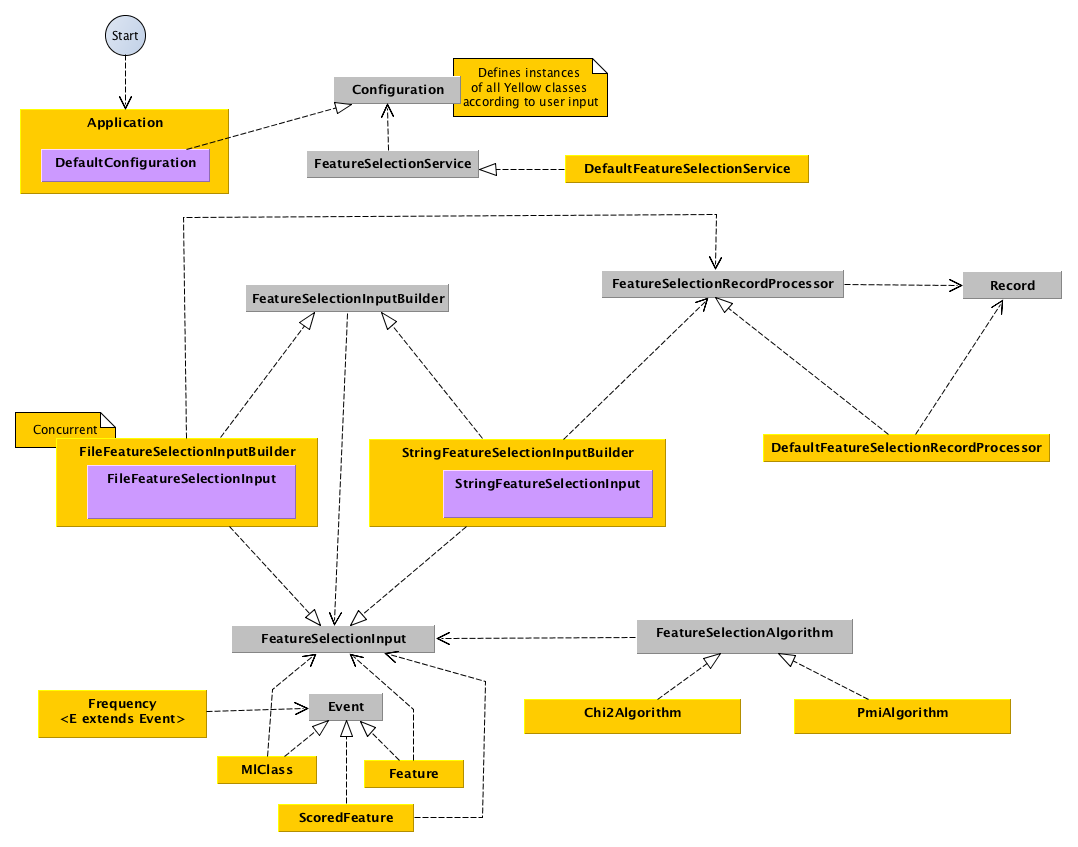 Start
Defines instances
of all Yellow classes
according to user input
Configuration
Application
DefaultConfiguration
FeatureSelectionService
DefaultFeatureSelectionService
FeatureSelectionRecordProcessor
Record
FeatureSelectionInputBuilder
Concurrent
FileFeatureSelectionInputBuilder
FileFeatureSelectionInput
StringFeatureSelectionInputBuilder
StringFeatureSelectionInput
DefaultFeatureSelectionRecordProcessor
FeatureSelectionInput
FeatureSelectionAlgorithm
Frequency
<E extends Event>
Event
Chi2Algorithm
PmiAlgorithm
MlClass
Feature
ScoredFeature